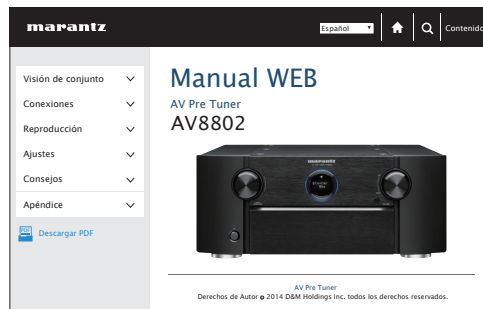 marantz
Español
Contenido
Visión de conjunto
Conexiones
Reproducción
Ajustes
Consejos
Apéndice
Descargar PDF
Manual WEB
AV Pre Tuner
AV8802
marantz
AV Pre Tuner
Derechos de Autor © 2014 D&M Holdings Inc. todos los derechos reservados.